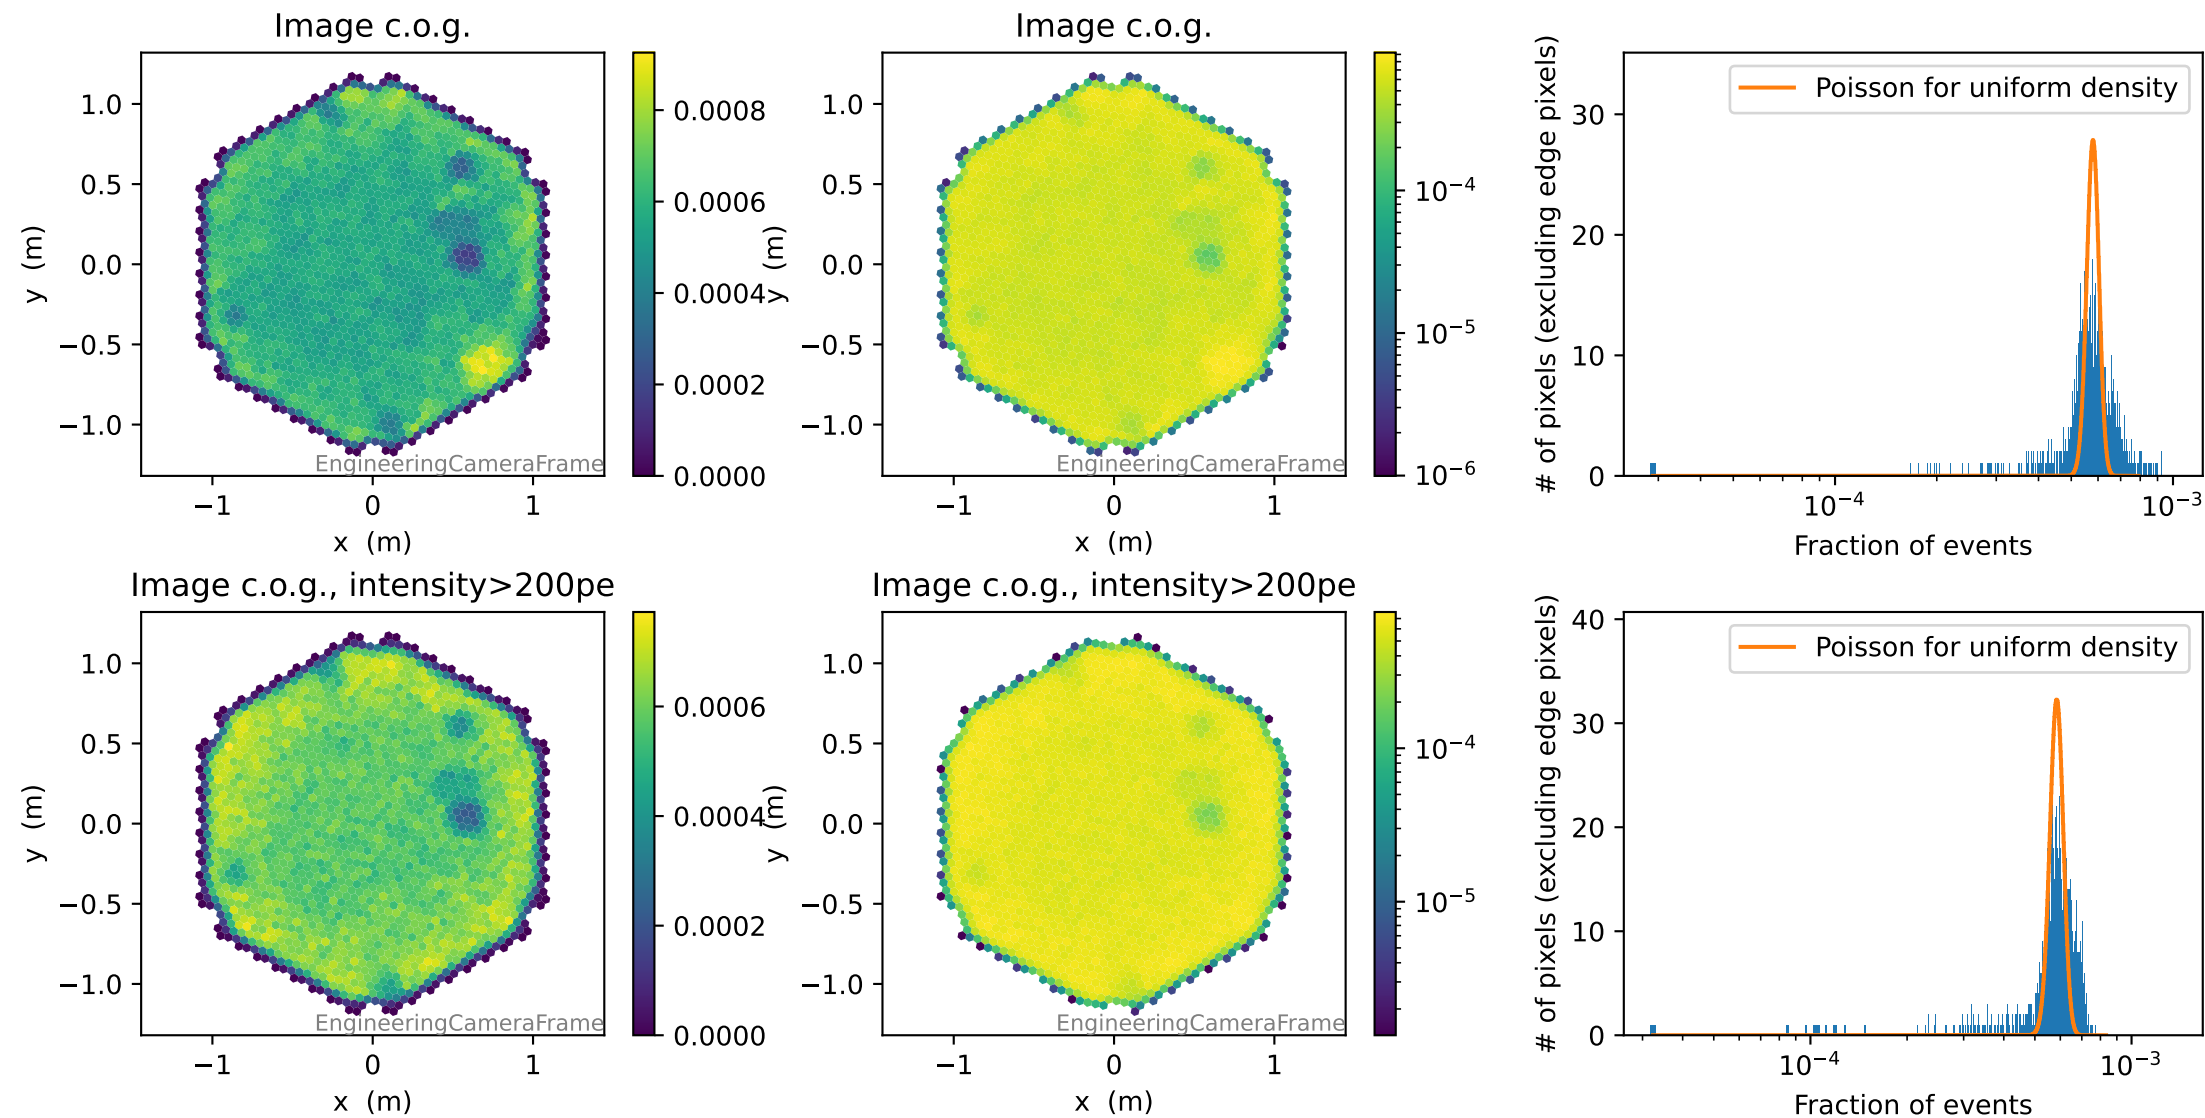 Image c.o.g.
1.0
0.5
0.0
−0.5
−1.0
y (m)
−1
0
1
x (m)
EngineeringCameraFrame
0.0008
0.0006
0.0004
0.0002
0.0000
Image c.o.g.
1.0
0.5
0.0
−0.5
−1.0
y (m)
−1
0
1
x (m)
EngineeringCameraFrame
10⁻⁴
10⁻⁵
10⁻⁶
# of pixels (excluding edge pixels)
30
20
10
0
Poisson for uniform density
10⁻⁴
10⁻³
Fraction of events
Image c.o.g., intensity>200pe
1.0
0.5
0.0
−0.5
−1.0
y (m)
−1
0
1
x (m)
EngineeringCameraFrame
0.0006
0.0004
0.0002
0.0000
Image c.o.g., intensity>200pe
1.0
0.5
0.0
−0.5
−1.0
y (m)
−1
0
1
x (m)
EngineeringCameraFrame
10⁻⁴
10⁻⁵
# of pixels (excluding edge pixels)
40
30
20
10
0
Poisson for uniform density
10⁻⁴
10⁻³
Fraction of events